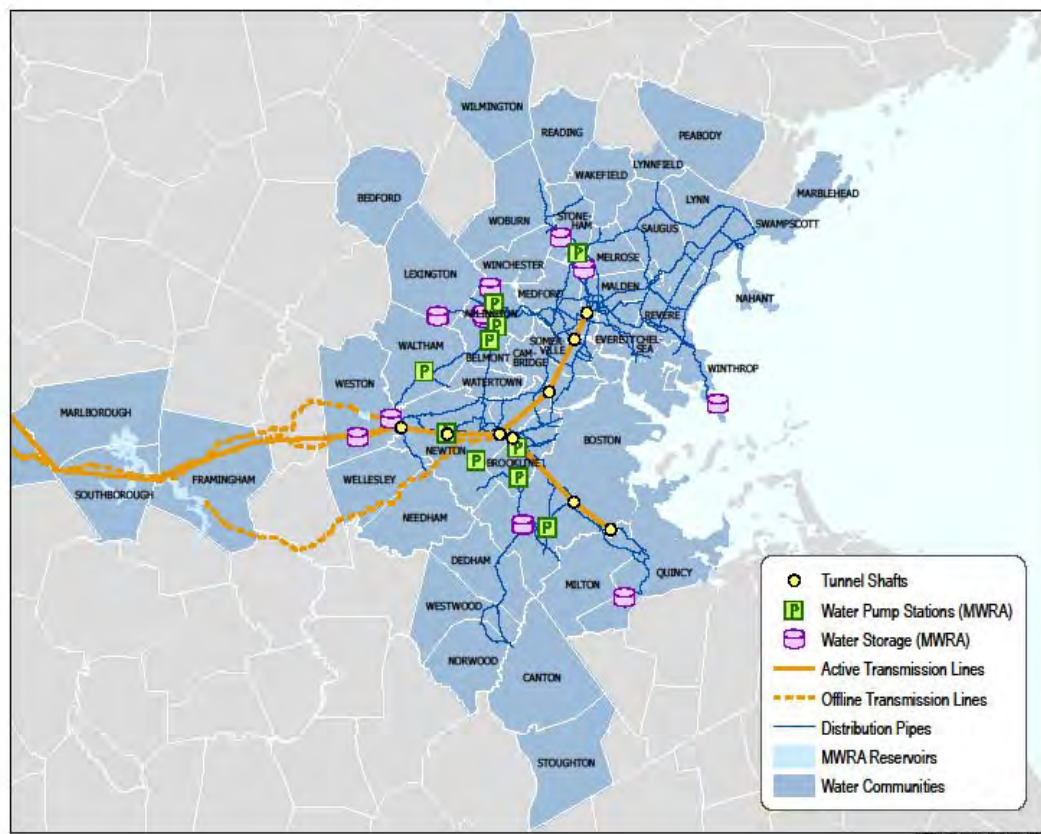 WILMINGTON
READING
PEABODY
LYNNFIELD
WAKEFIELD
MARBLEHEAD
BEDFORD
LYNN
WOBURN
STONE-
HAM
SWAMPSCOTT
SAUGUS
WINCHESTER
MELROSE
LEXINGTON
MEDFORD
MALDEN
NAHANT
ARLINGTON
REVERE
SOMER-
VILLE
EVERETT
CHEL-
SEA
WALTHAM
BELMONT
CAM-
BRIDGE
WINTHROP
WATERTOWN
WESTON
MARLBOROUGH
BOSTON
NEWTON
BROOKLINE
SOUTHBOROUGH
FRAMINGHAM
WELLESLEY
NEEDHAM
DEDHAM
QUINCY
MILTON
WESTWOOD
NORWOOD
CANTON
STOUGHTON
P
P
P
P
P
P
P
P
P
Tunnel Shafts
P Water Pump Stations (MWRA)
Water Storage (MWRA)
Active Transmission Lines
Offline Transmission Lines
Distribution Pipes
MWRA Reservoirs
Water Communities